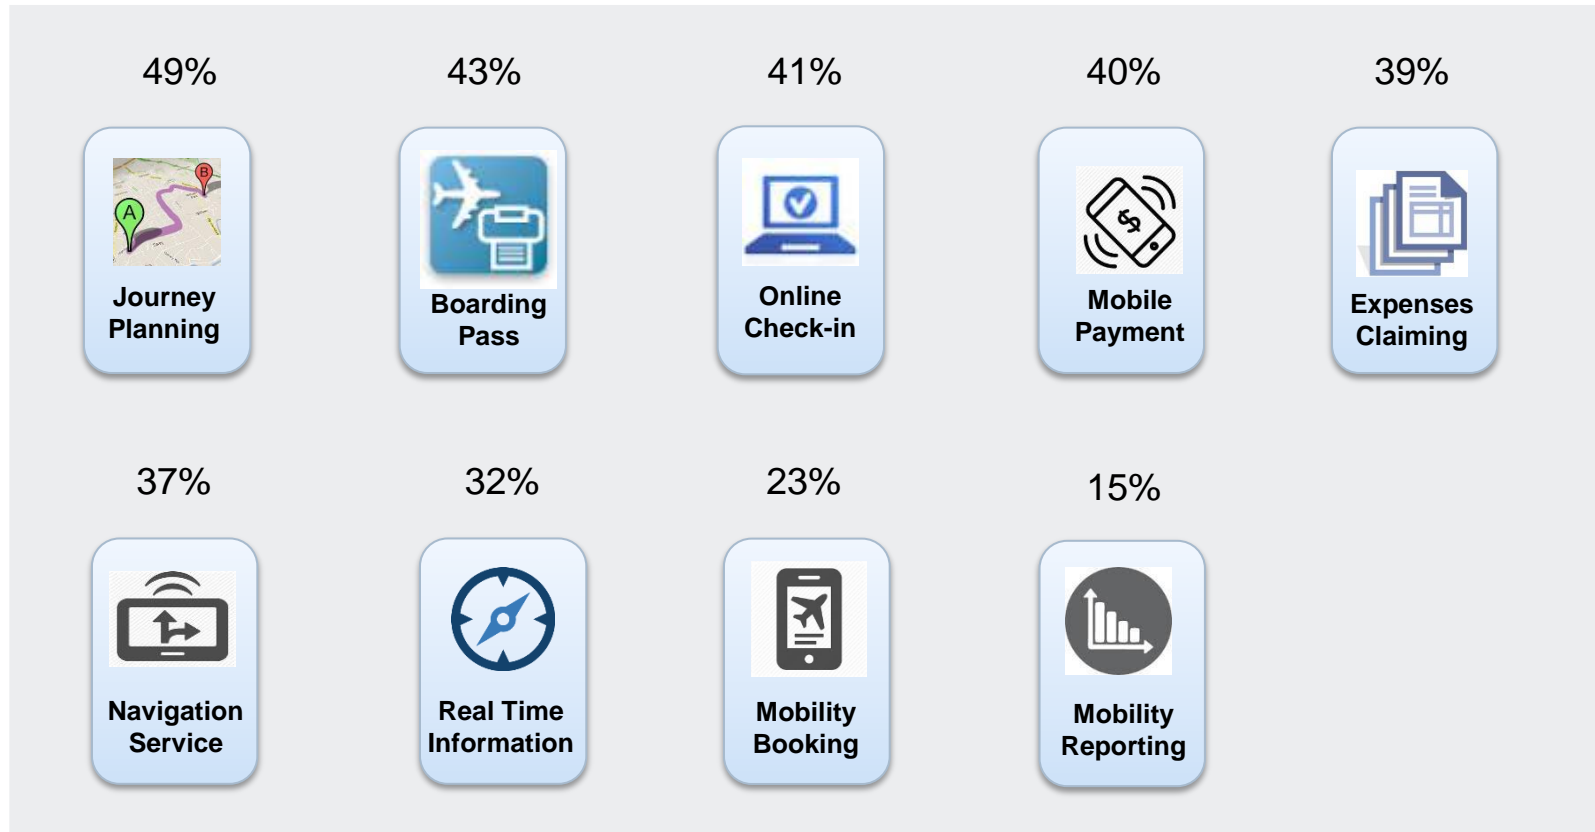 49%
43%
41%
40%
39%
A
B
$
Journey
Planning
Boarding
Pass
Online
Check-in
Mobile
Payment
Expenses
Claiming
37%
32%
23%
15%
Navigation
Service
Real Time
Information
Mobility
Booking
Mobility
Reporting